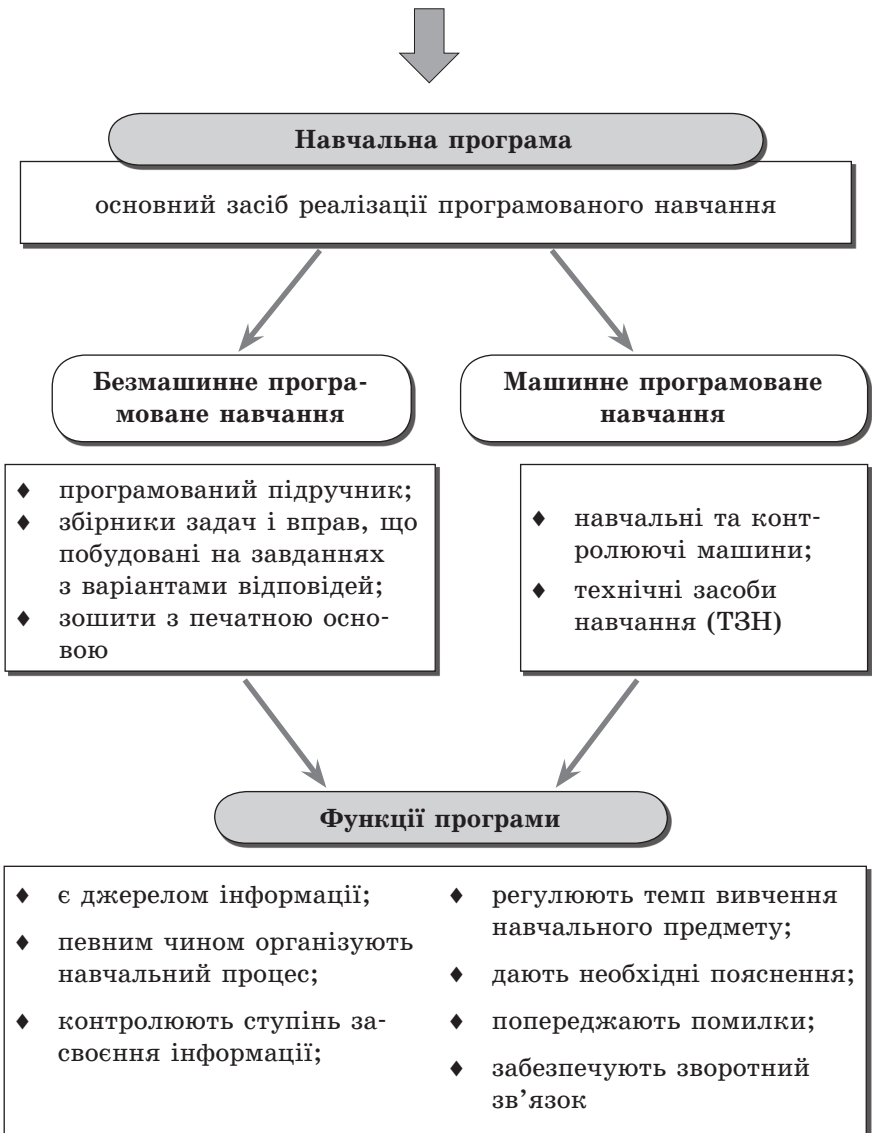 Навчальна програма
основний засіб реалізації програмованого навчання
Безмашинне програ-
моване навчання
Машинне програмоване
навчання
♦ програмований підручник;
♦ збірники задач і вправ, що
побудовані на завданнях
з варіантами відповідей;
♦ зошити з печатною осно-
вою
♦ навчальні та конт-
ролюючі машини;
♦ технічні засоби
навчання (ТЗН)
Функції програми
♦ є джерелом інформації;
♦ певним чином організують
навчальний процес;
♦ контролюють ступінь за-
своєння інформації;
♦ регулюють темп вивчення
навчального предмету;
♦ дають необхідні пояснення;
♦ попереджають помилки;
♦ забезпечують зворотний
зв’язок